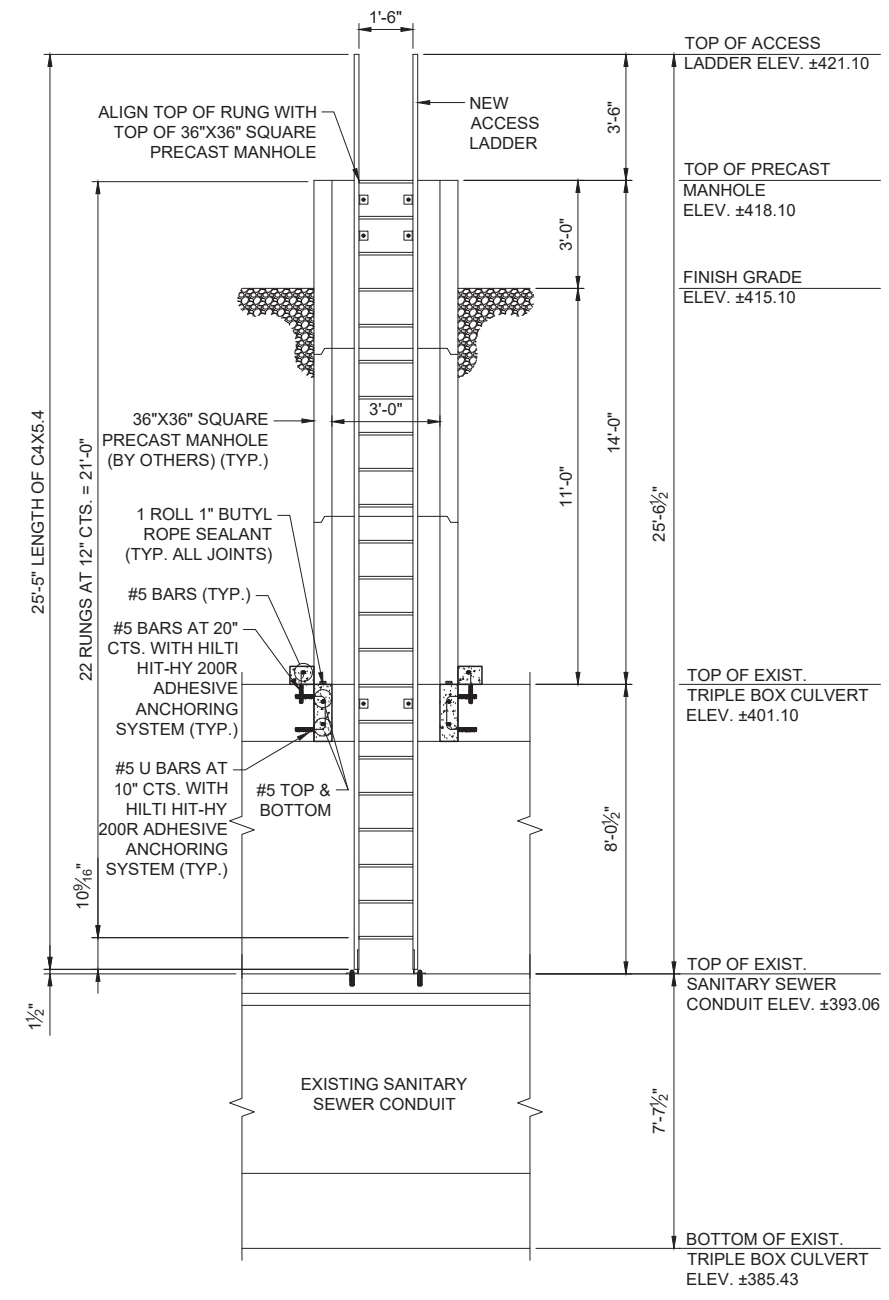 1'-6"
TOP OF ACCESS
LADDER ELEV. ±421.10
ALIGN TOP OF RUNG WITH
TOP OF 36"X36" SQUARE
PRECAST MANHOLE
NEW
ACCESS
LADDER
3'-6"
TOP OF PRECAST
MANHOLE
ELEV. ±418.10
3'-0"
FINISH GRADE
ELEV. ±415.10
25'-5" LENGTH OF C4X5.4
22 RUNGS AT 12" CTS. = 21'-0"
36"X36" SQUARE
PRECAST MANHOLE
(BY OTHERS) (TYP.)
3'-0"
11'-0"
14'-0"
25'-6½"
1 ROLL 1" BUTYL
ROPE SEALANT
(TYP. ALL JOINTS)
#5 BARS (TYP.)
#5 BARS AT 20"
CTS. WITH HILTI
HIT-HY 200R
ADHESIVE
ANCHORING
SYSTEM (TYP.)
TOP OF EXIST.
TRIPLE BOX CULVERT
ELEV. ±401.10
#5 U BARS AT
10" CTS. WITH
HILTI HIT-HY
200R ADHESIVE
ANCHORING
SYSTEM (TYP.)
#5 TOP &
BOTTOM
8'-0½"
10⁹⁄₁₆"
1½"
TOP OF EXIST.
SANITARY SEWER
CONDUIT ELEV. ±393.06
EXISTING SANITARY
SEWER CONDUIT
7'-7½"
BOTTOM OF EXIST.
TRIPLE BOX CULVERT
ELEV. ±385.43